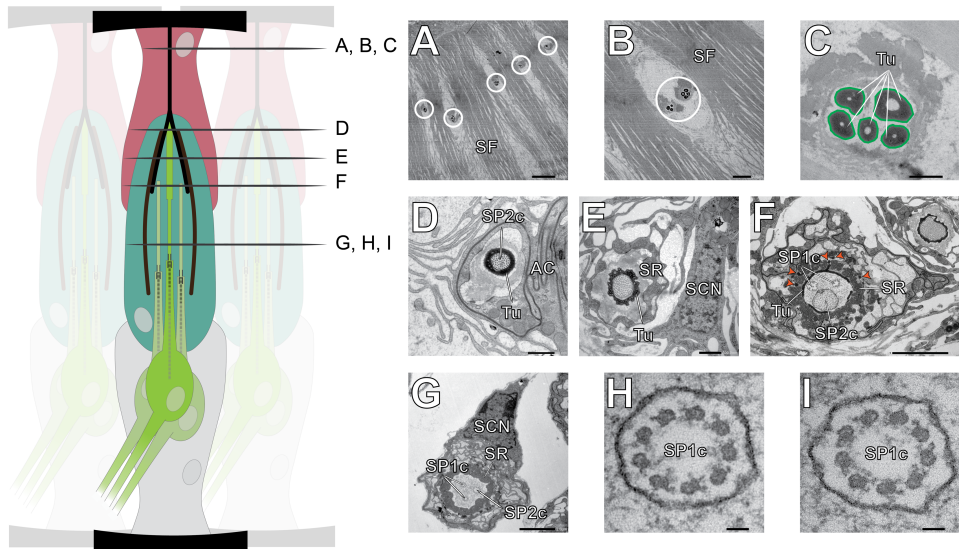 A, B, C
D
E
F
G, H, I
A
SF
B
SF
C
Tu
D
SP2c
AC
Tu
E
SR
SCN
Tu
F
SP1c
SR
Tu
SP2c
G
SCN
SR
SP1c
SP2c
H
SP1c
I
SP1c